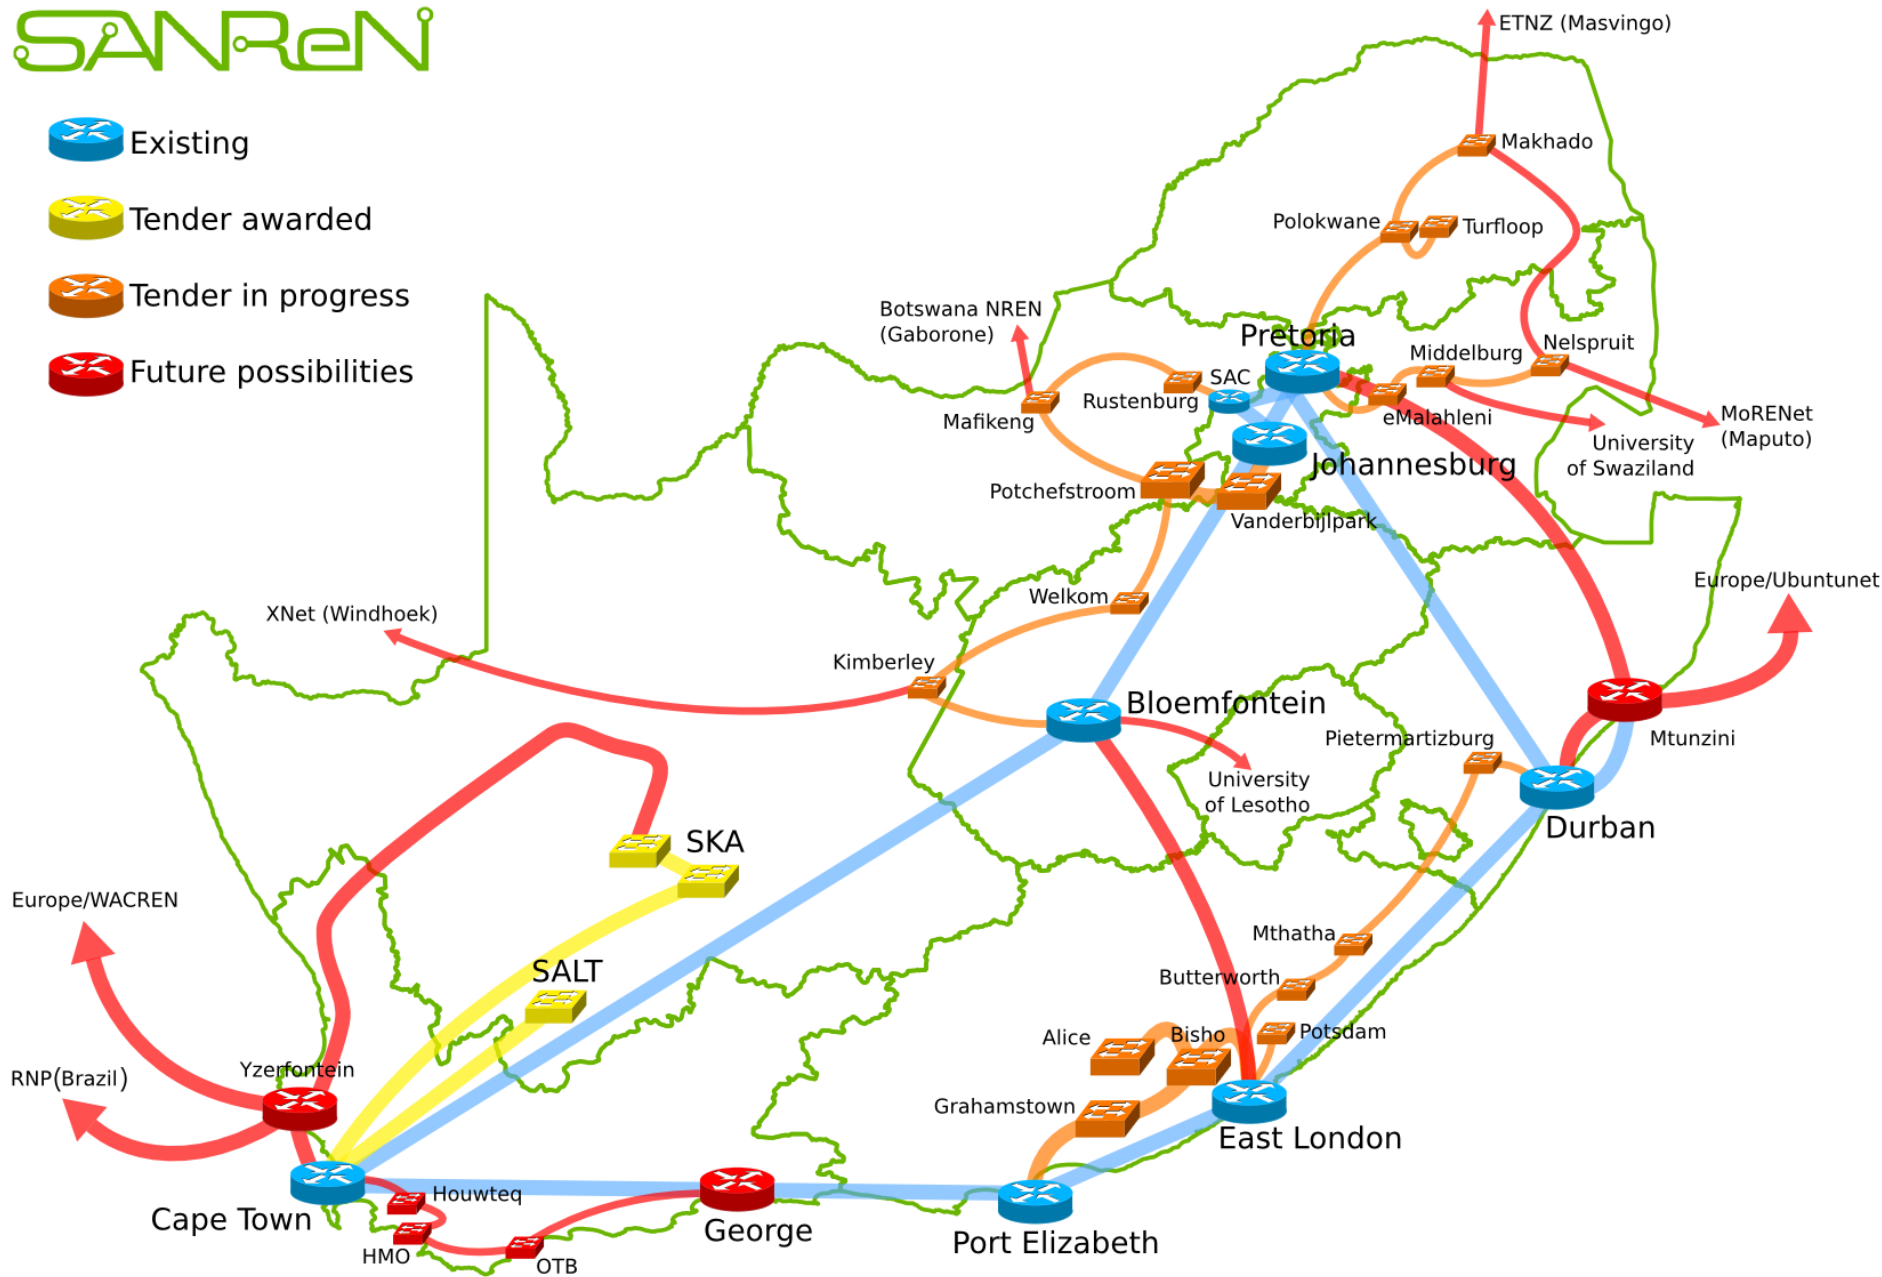 SANReN
Existing
Tender awarded
Tender in progress
Future possibilities
ETNZ (Masvingo)
Makhado
Polokwane
Turfloop
Botswana NREN
(Gaborone)
Pretoria
Nelspruit
Middelburg
SAC
Rustenburg
Mafikeng
eMalahleni
MoRENet
(Maputo)
University
of Swaziland
Johannesburg
Potchefstroom
Vanderbijlpark
Europe/Ubuntunet
Welkom
XNet (Windhoek)
Kimberley
Bloemfontein
Pietermartizburg
Mtunzini
University
of Lesotho
Durban
SKA
Europe/WACREN
Mthatha
SALT
Butterworth
Alice
Bisho
Potsdam
Yzerfontein
RNP(Brazil)
Grahamstown
East London
Houwteq
Cape Town
George
Port Elizabeth
HMO
OTB